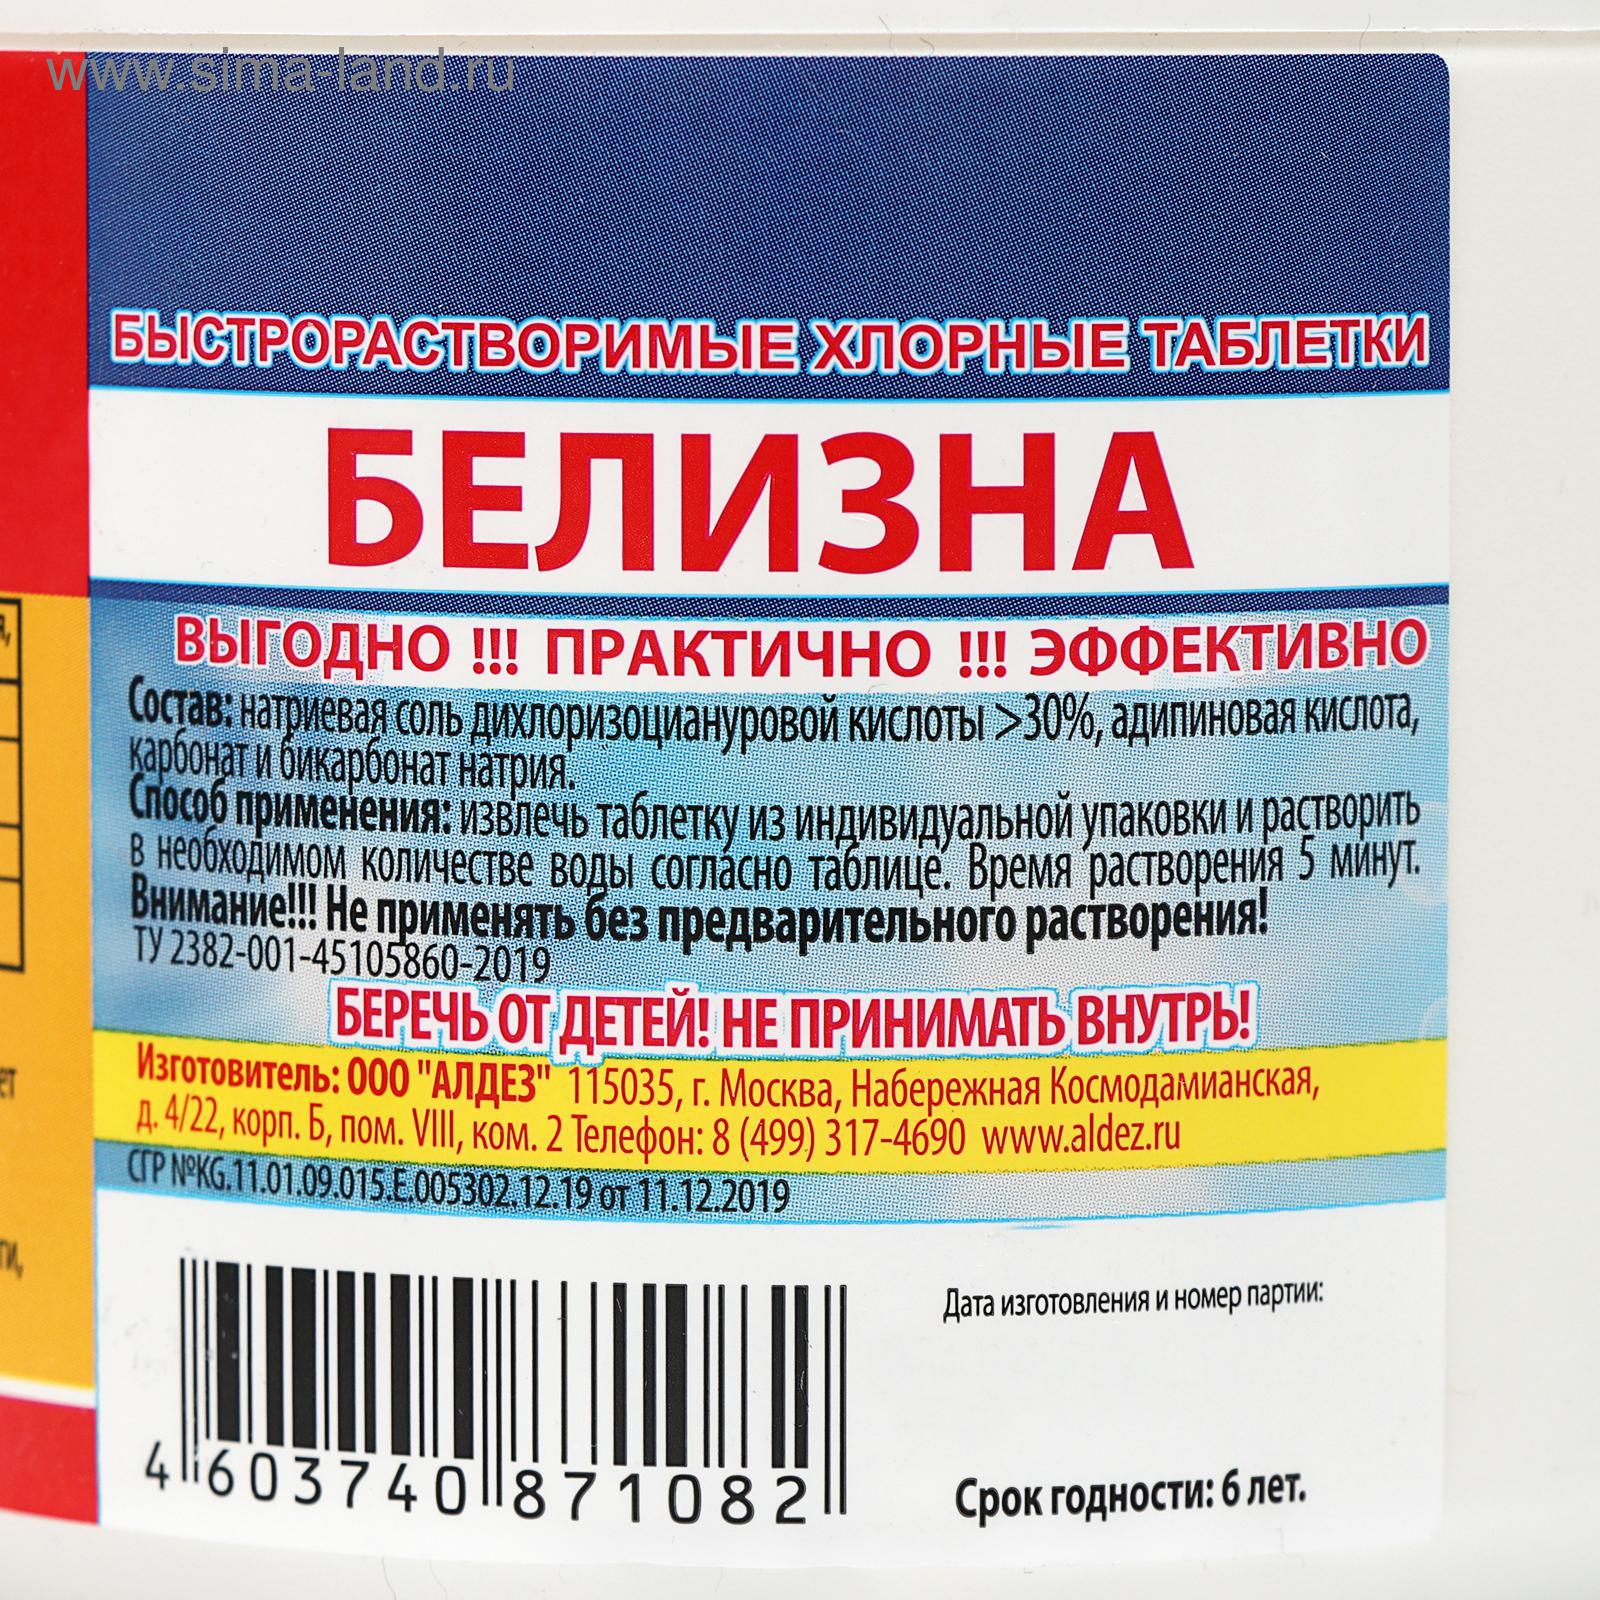 www.sima-land.ru
БЫСТРОРАСТВОРИМЫЕ ХЛОРНЫЕ ТАБЛЕТКИ
БЕЛИЗНА
ВЫГОДНО !!! ПРАКТИЧНО !!! ЭФФЕКТИВНО
Состав: натриевая соль дихлоризоциануровой кислоты >30%, адипиновая кислота,
карбонат и бикарбонат натрия.
Способ применения: извлечь таблетку из индивидуальной упаковки и растворить
в необходимом количестве воды согласно таблице. Время растворения 5 минут.
Внимание!!! Не применять без предварительного растворения!
ТУ 2382-001-45105860-2019
БЕРЕЧЬ ОТ ДЕТЕЙ! НЕ ПРИНИМАТЬ ВНУТРЬ!
Изготовитель: ООО "АЛДЕЗ" 115035, г. Москва, Набережная Космодамианская,
д. 4/22, корп. Б, пом. VIII, ком. 2 Телефон: 8 (499) 317-4690 www.aldez.ru
СГР №KG.11.01.09.015.Е.005302.12.19 от 11.12.2019
Дата изготовления и номер партии:
4 603740 871082
Срок годности: 6 лет.